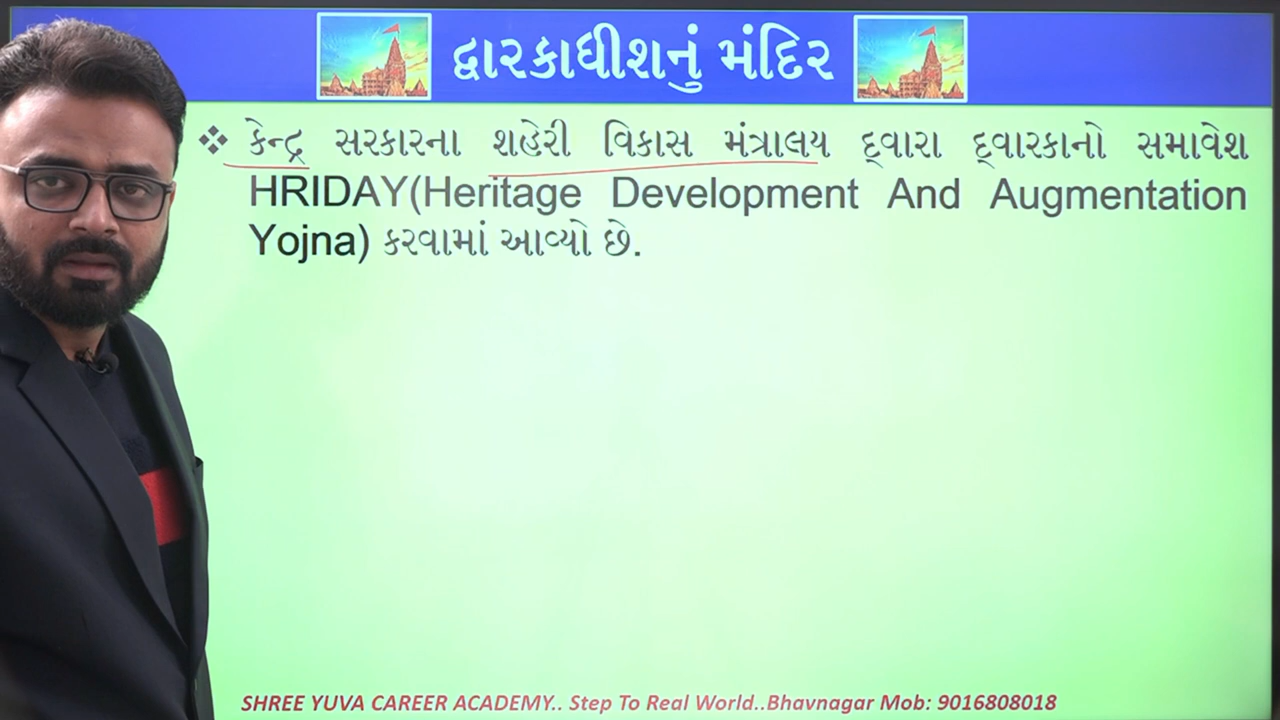 દ્વારકાધીશનું મંદિર
❖ કેન્દ્ર સરકારના શહેરી વિકાસ મંત્રાલય દ્વારા દ્વારકાનો સમાવેશ
HRIDAY(Heritage Development And Augmentation
Yojna) કરવામાં આવ્યો છે.
SHREE YUVA CAREER ACADEMY.. Step To Real World..Bhavnagar Mob: 9016808018